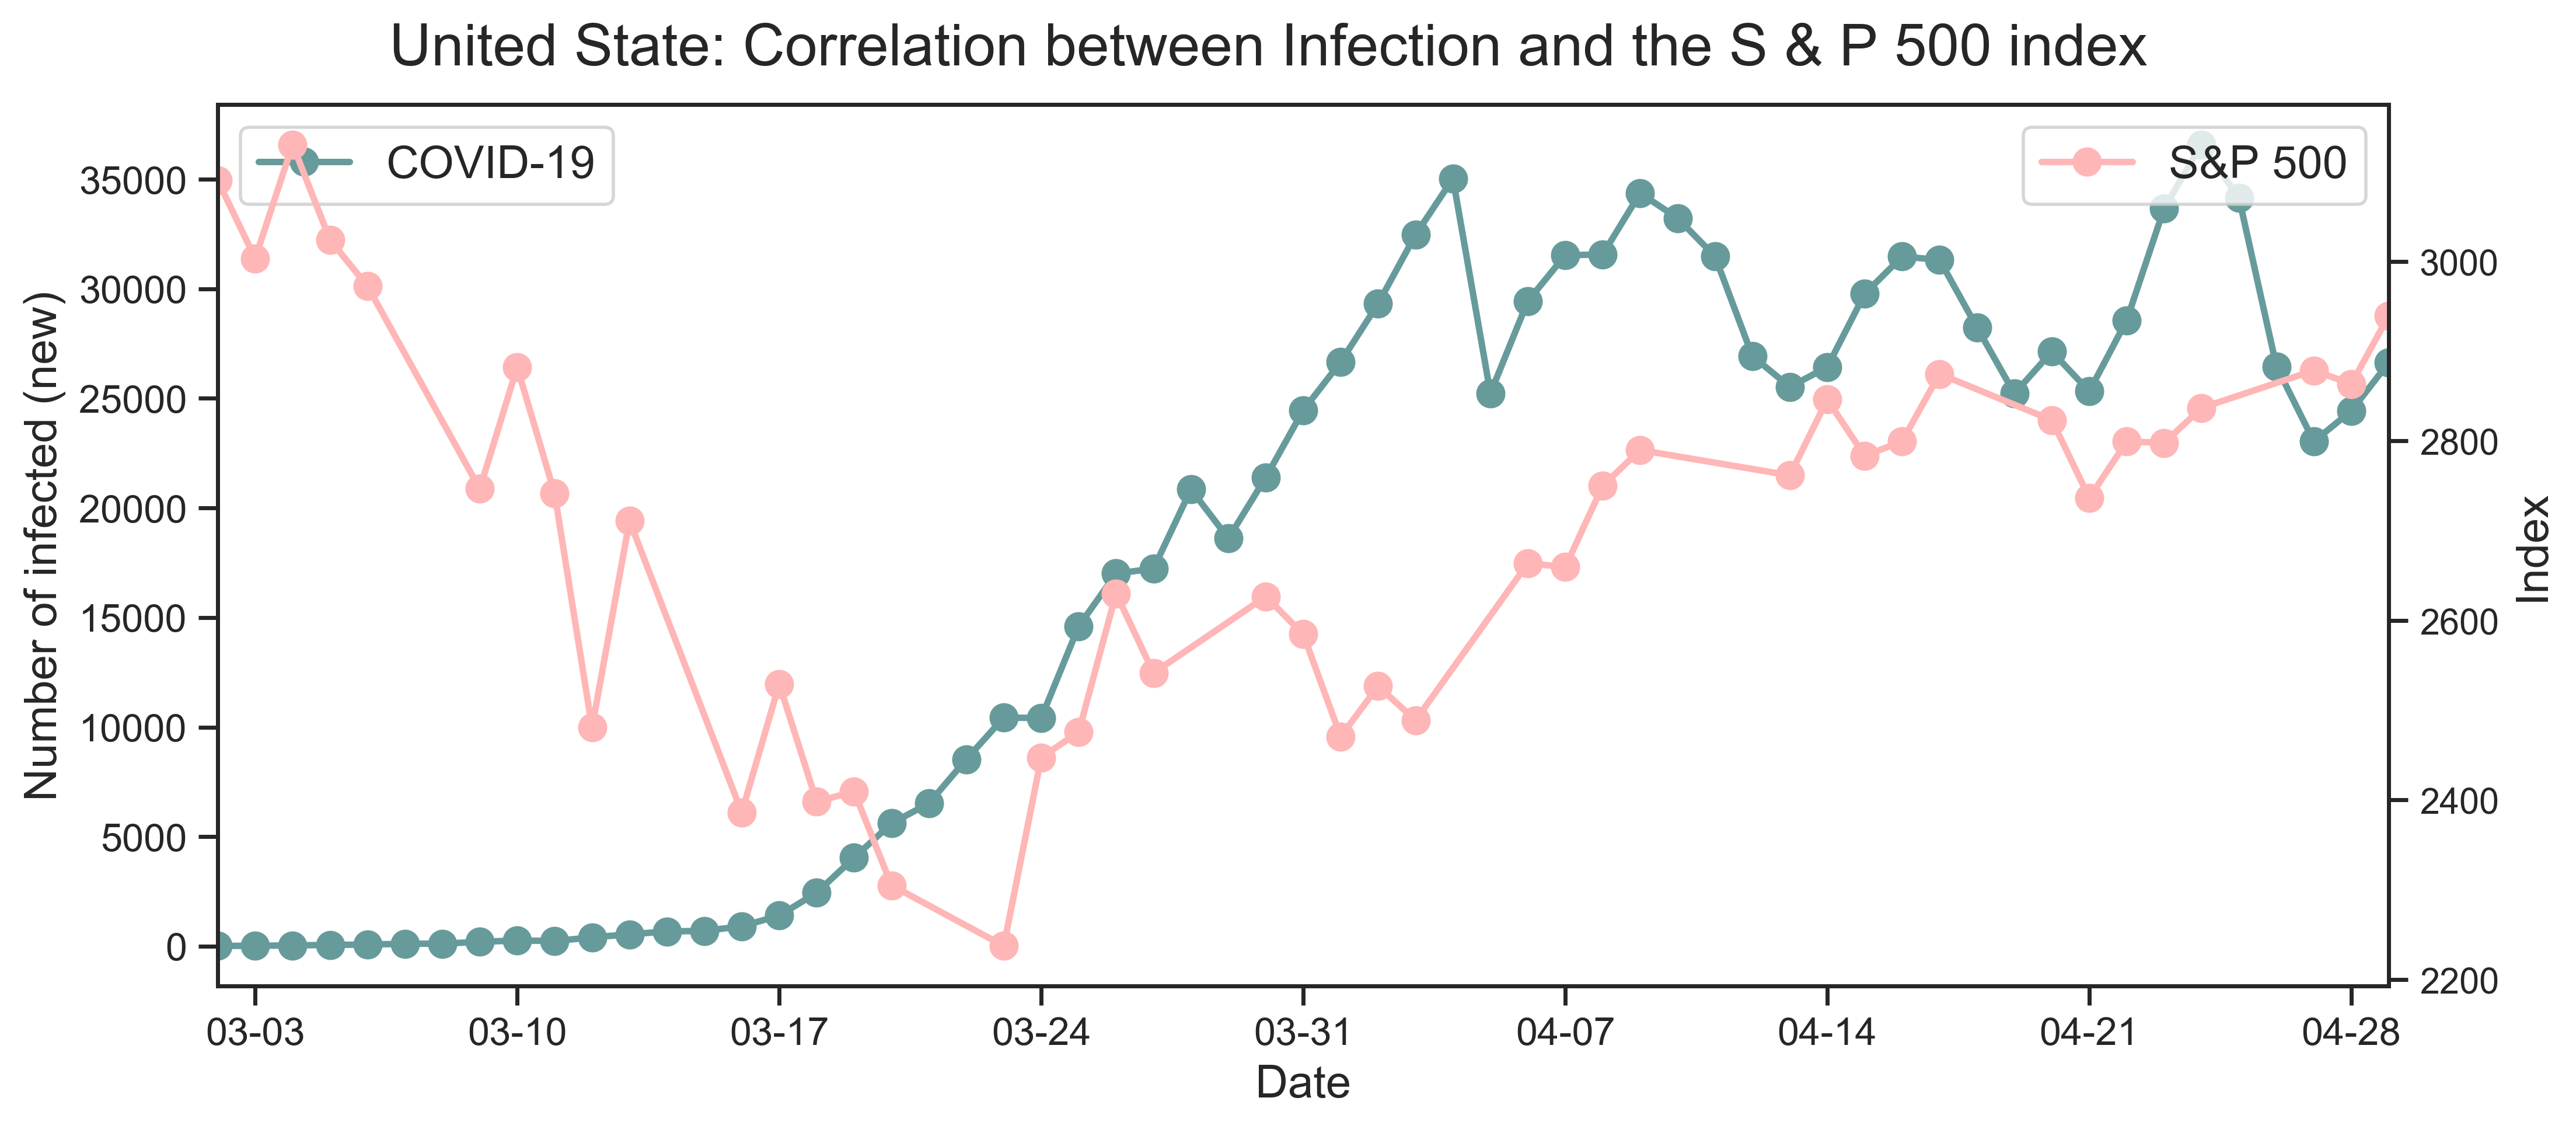 United State: Correlation between Infection and the S & P 500 index
COVID-19
S&P 500
Number of infected (new)
35000
30000
25000
20000
15000
10000
5000
0
3000
2800
2600
2400
2200
Index
03-03 03-10 03-17 03-24 03-31 04-07 04-14 04-21 04-28
Date